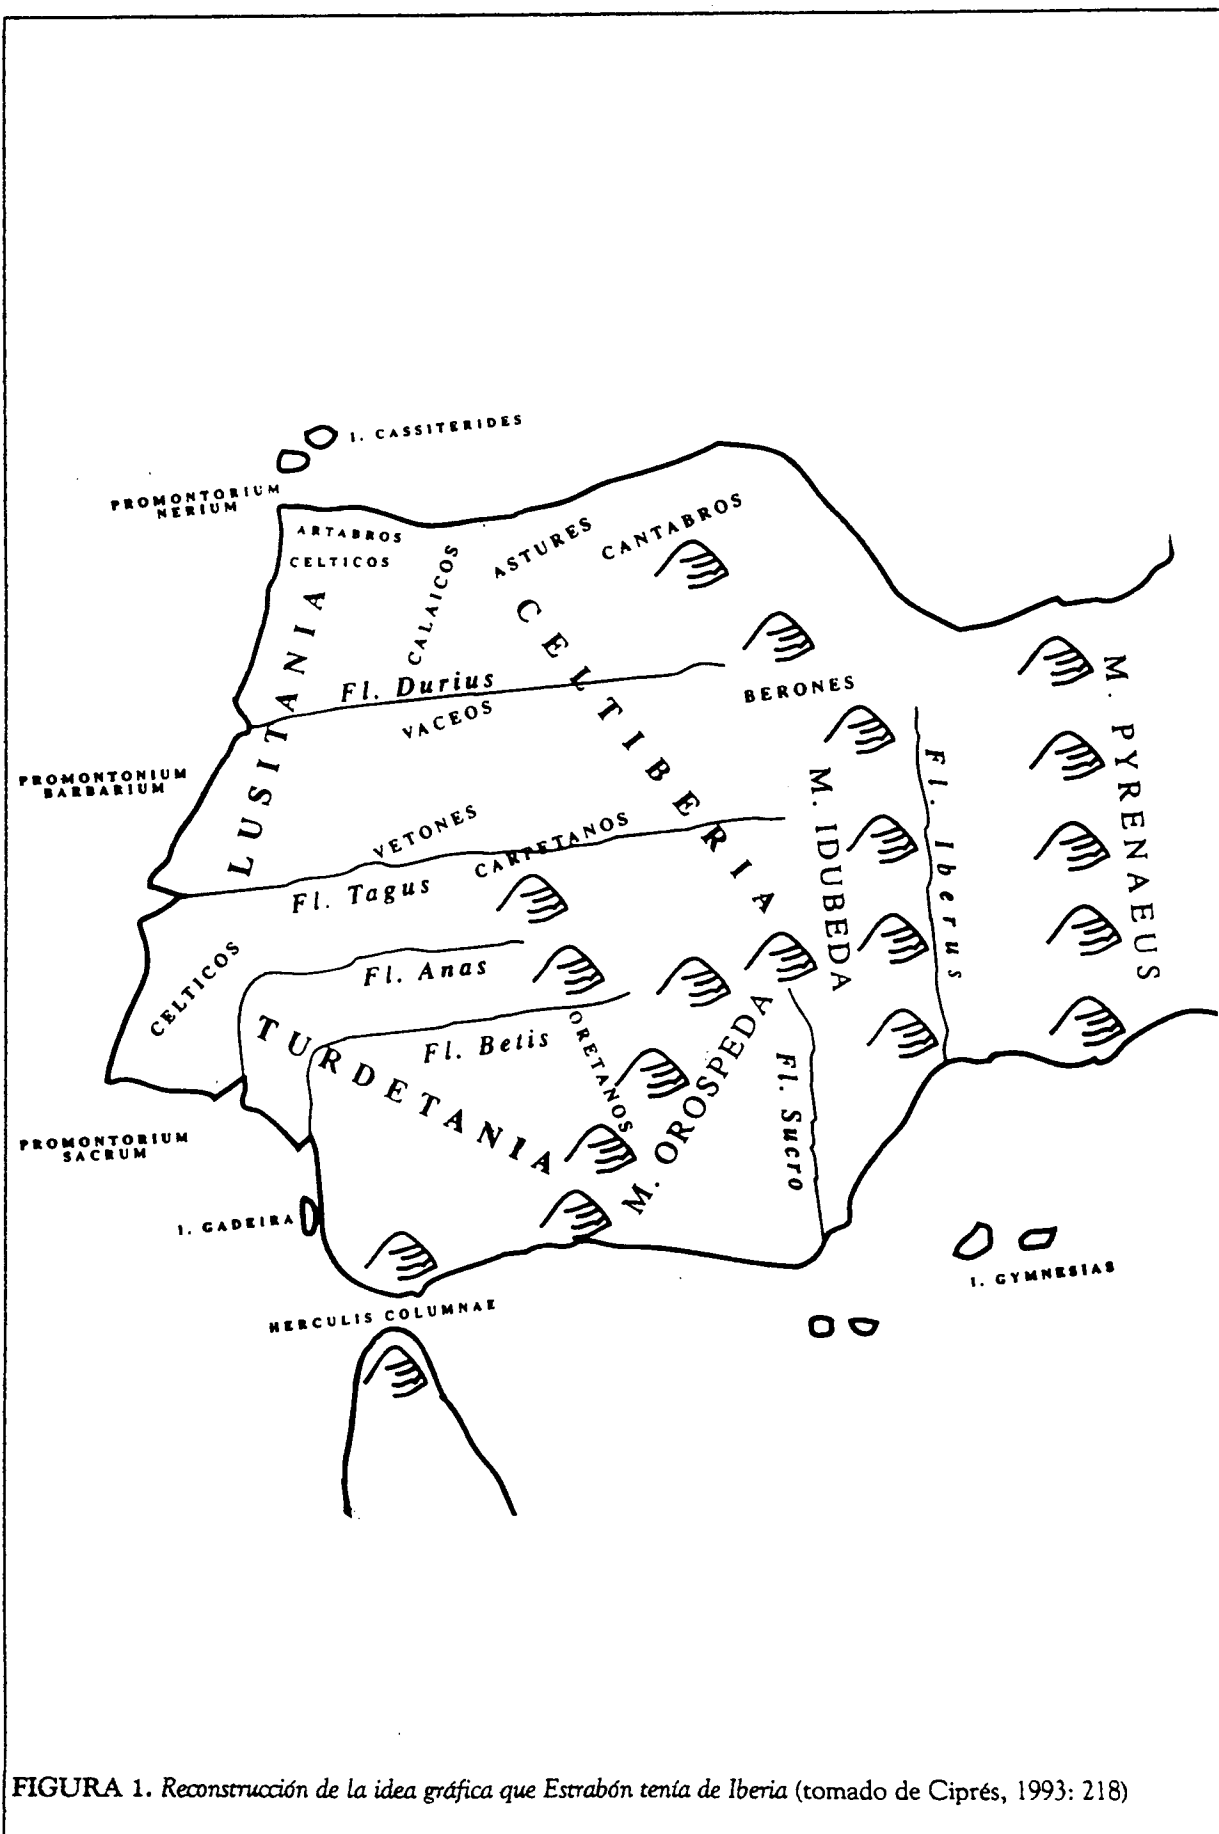 I. CASSITERIDES
PROMONTORIUM
NERIUM
ARTABROS
CELTICOS
CALAICOS
ASTURES
CANTABROS
LUSITANIA
CELTIBERIA
Fl. Durius
VACEOS
BERONES
M. PYRENAEUS
PROMONTONIUM
BARBARIUM
M. IDUBEDA
Fl. Iberus
VETONES
CARPETANOS
Fl. Tagus
CELTICOS
Fl. Anas
TURDETANIA
Fl. Betis
ORETANOS
M. OROSPEDA
Fl. Sucro
PROMONTORIUM
SACRUM
I. GADEIRA
I. GYMNESIAS
HERCULIS COLUMNAE
FIGURA 1. Reconstrucción de la idea gráfica que Estrabón tenía de Iberia (tomado de Ciprés, 1993: 218)